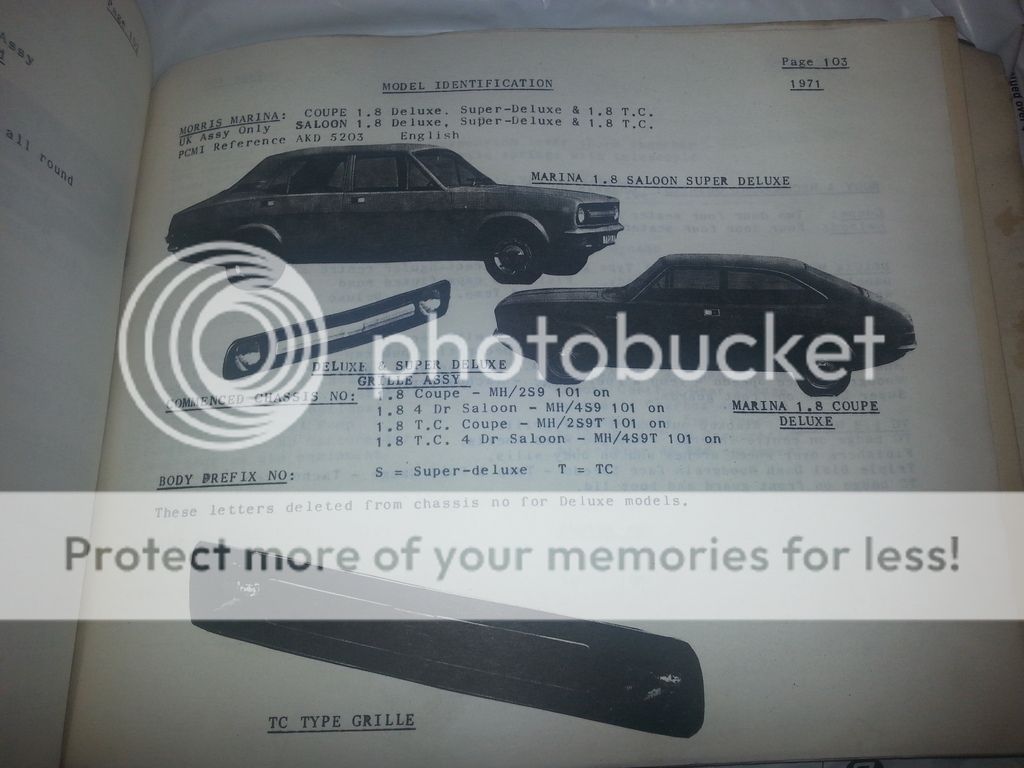 Page 103
1971
MODEL IDENTIFICATION
MORRIS MARINA: COUPE 1.8 Deluxe, Super-Deluxe & 1.8 T.C.
UK Assy Only SALOON 1.8 Deluxe, Super-Deluxe & 1.8 T.C.
PCMI Reference AKD 5203 English
Assy
all round
MARINA 1.8 SALOON SUPER DELUXE
photobucket
DELUXE & SUPER DELUXE
GRILLE ASSY
MARINA 1.8 COUPE
DELUXE
COMMENCED CHASSIS NO: 1.8 Coupe - MH/2S9 101 on
1.8 4 Dr Saloon - MH/4S9 101 on
1.8 T.C. Coupe - MH/2S9T 101 on
1.8 T.C. 4 Dr Saloon - MH/4S9T 101 on
BODY PREFIX NO: S = Super-deluxe - T = TC
These letters deleted from chassis no for Deluxe models.
Protect more of your memories for less!
TC TYPE GRILLE